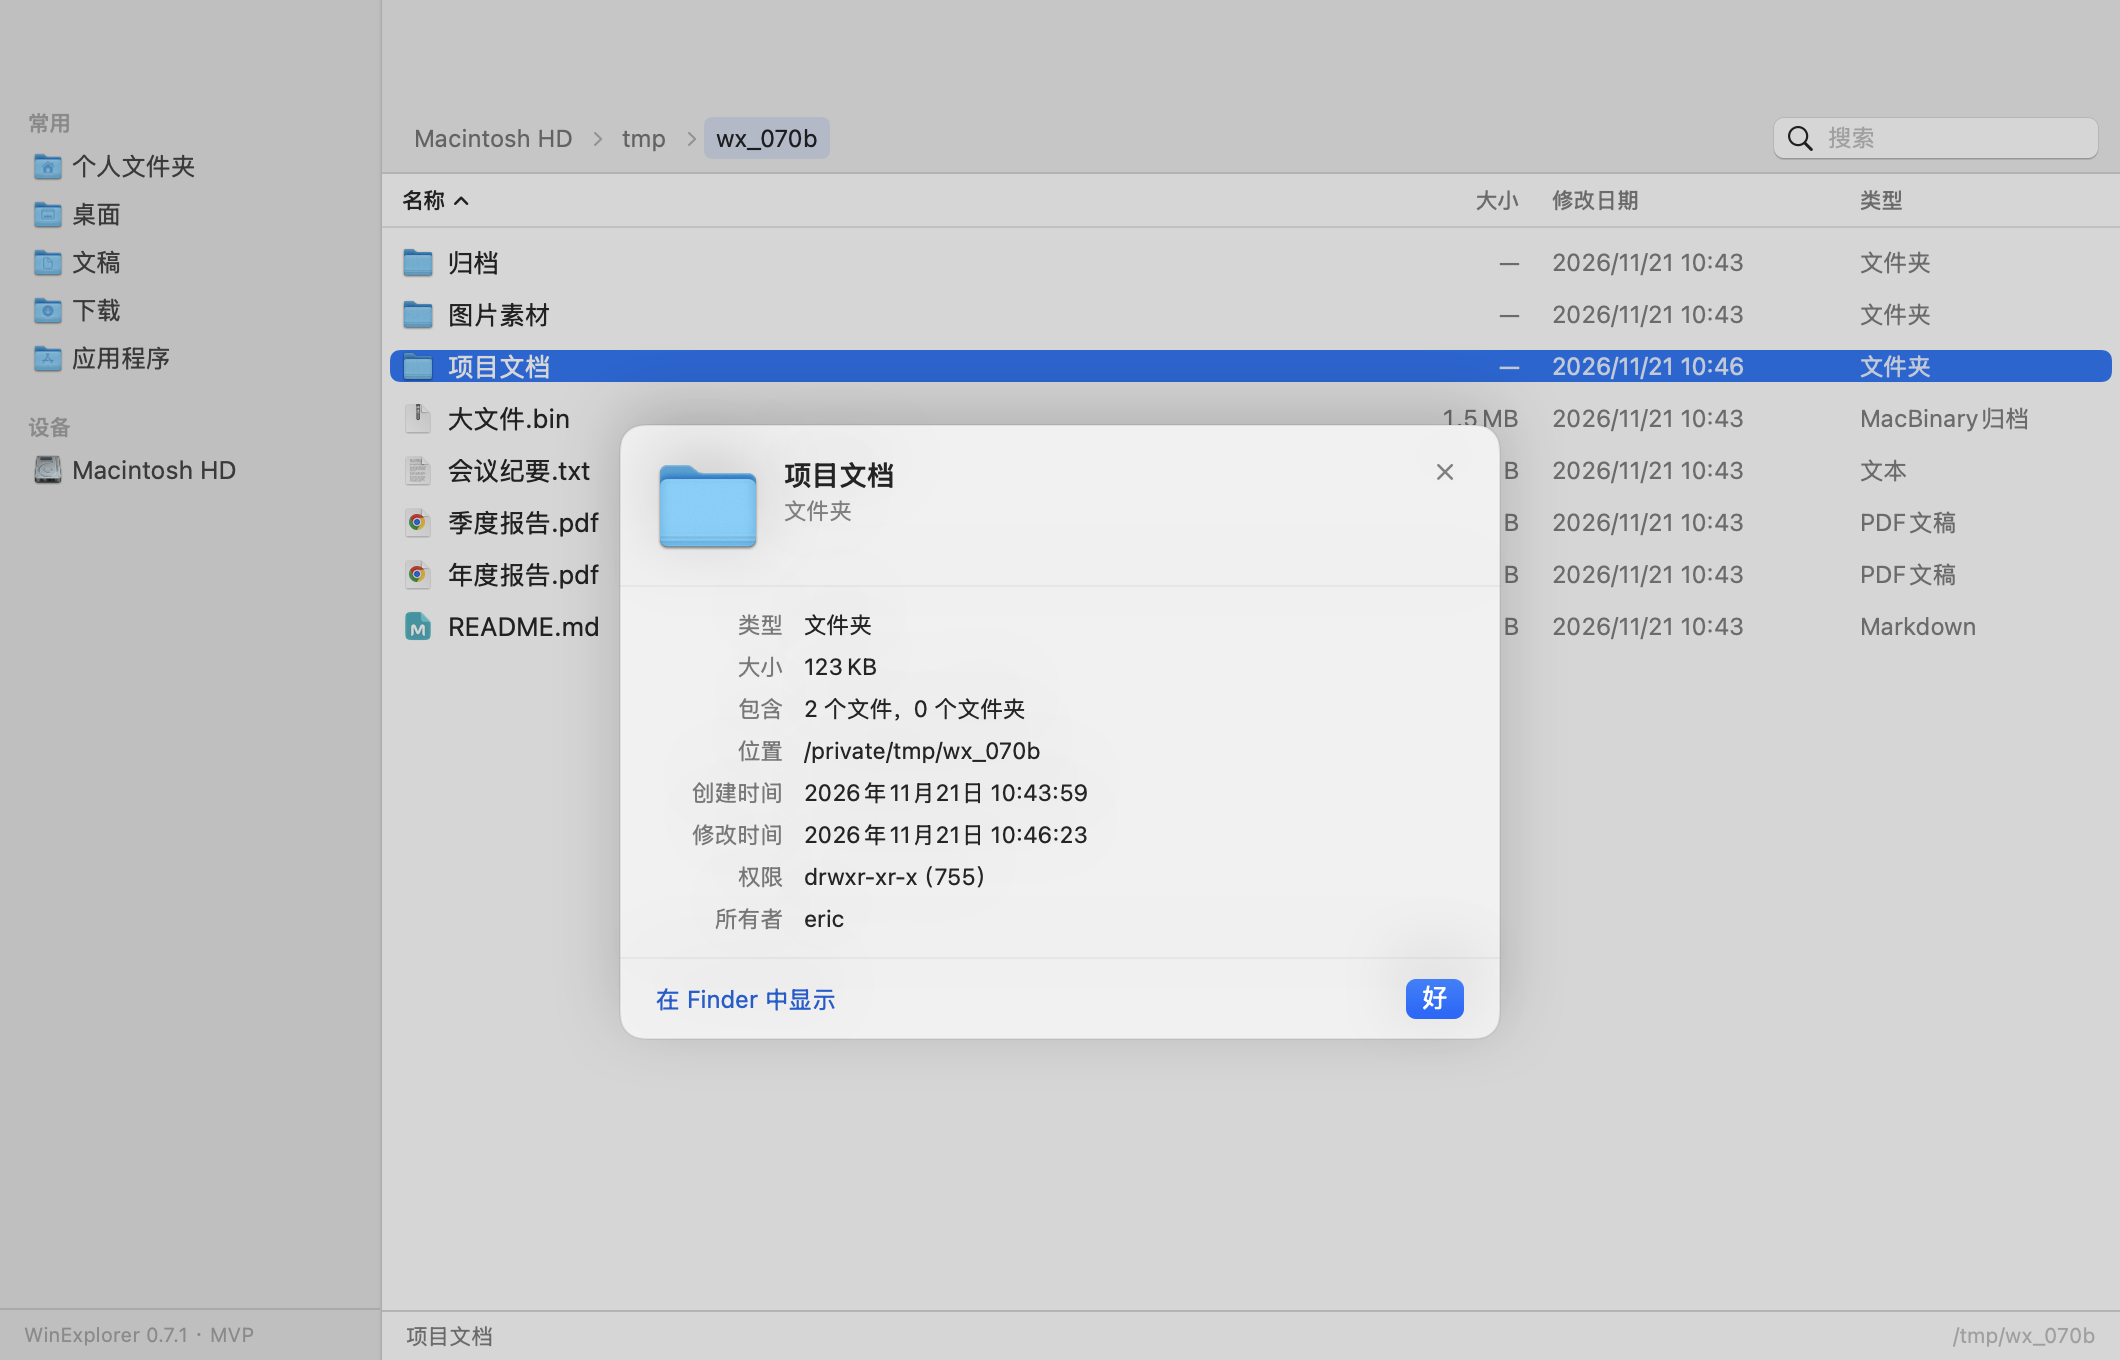 常用
个人文件夹
桌面
文稿
下载
应用程序
设备
Macintosh HD
WinExplorer 0.7.1 · MVP
Macintosh HD › tmp › wx_070b
搜索
名称 大小 修改日期 类型
归档 — 2026/11/21 10:43 文件夹
图片素材 — 2026/11/21 10:43 文件夹
项目文档 — 2026/11/21 10:46 文件夹
大文件.bin 1.5 MB 2026/11/21 10:43 MacBinary归档
会议纪要.txt B 2026/11/21 10:43 文本
季度报告.pdf B 2026/11/21 10:43 PDF文稿
年度报告.pdf B 2026/11/21 10:43 PDF文稿
README.md B 2026/11/21 10:43 Markdown
项目文档
文件夹
类型 文件夹
大小 123 KB
包含 2 个文件，0 个文件夹
位置 /private/tmp/wx_070b
创建时间 2026年11月21日 10:43:59
修改时间 2026年11月21日 10:46:23
权限 drwxr-xr-x (755)
所有者 eric
在 Finder 中显示
好
项目文档
/tmp/wx_070b